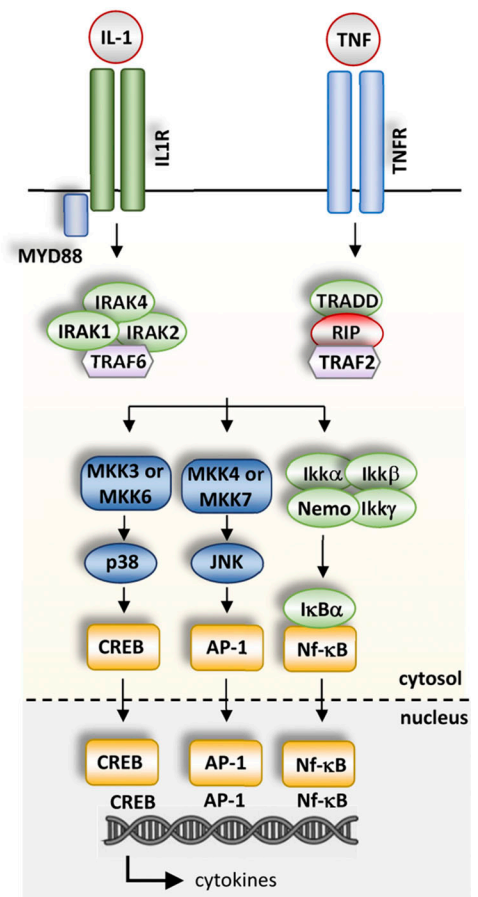 IL-1
TNF
IL1R
TNFR
MYD88
IRAK4
IRAK1
IRAK2
TRAF6
TRADD
RIP
TRAF2
MKK3 or
MKK6
MKK4 or
MKK7
Ikkα
Ikkβ
Nemo
Ikkγ
p38
JNK
IκBα
CREB
AP-1
Nf-κB
cytosol
nucleus
CREB
AP-1
Nf-κB
CREB
AP-1
Nf-κB
cytokines